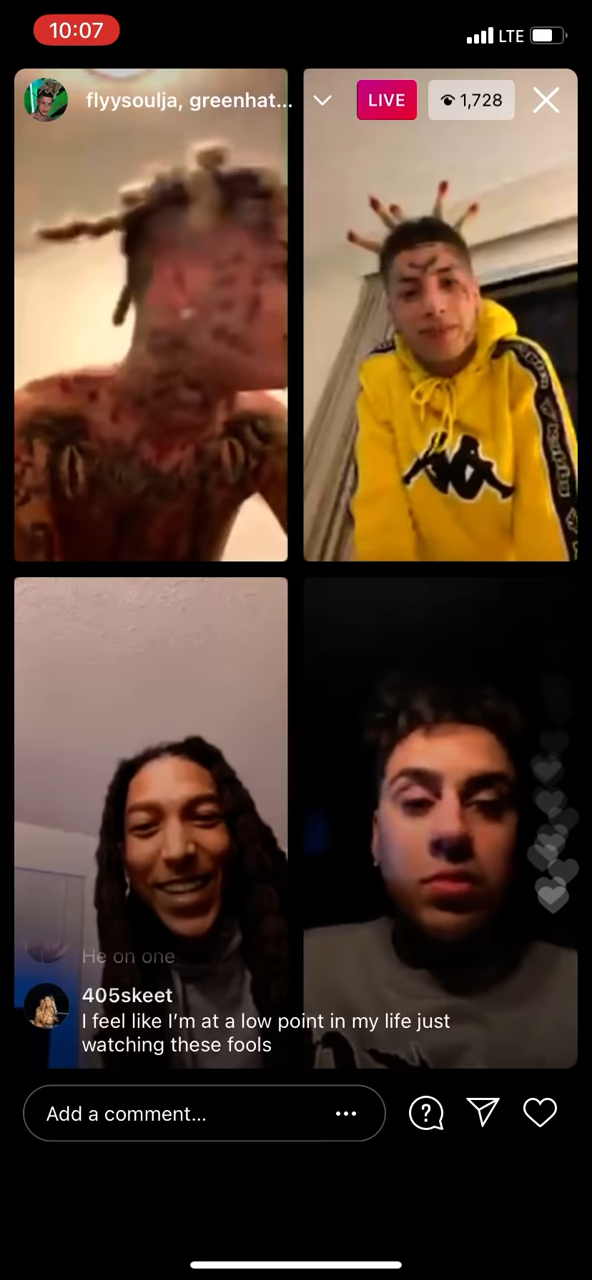 10:07
LTE
flyysoulja, greenhat...
LIVE
1,728
He on one
405skeet
I feel like I'm at a low point in my life just
watching these fools
Add a comment...